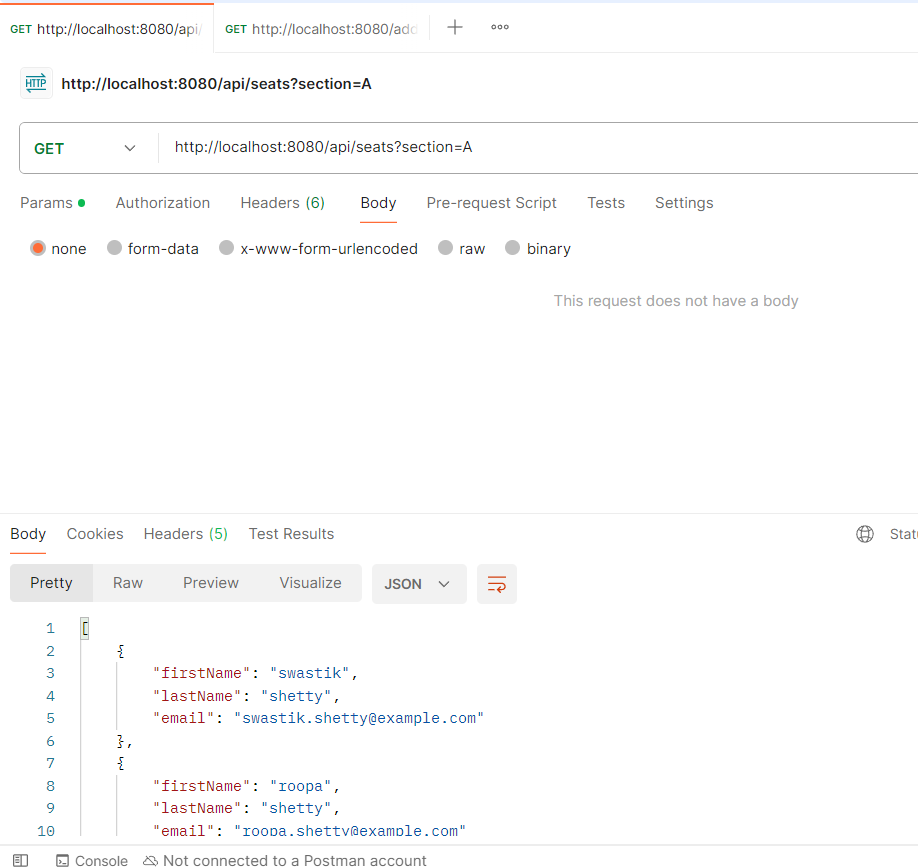 GET http://localhost:8080/api/ GET http://localhost:8080/add
HTTP http://localhost:8080/api/seats?section=A
GET http://localhost:8080/api/seats?section=A
Params Authorization Headers (6) Body Pre-request Script Tests Settings
none form-data x-www-form-urlencoded raw binary
This request does not have a body
Body Cookies Headers (5) Test Results
Pretty Raw Preview Visualize JSON
1 [
2 {
3 "firstName": "swastik",
4 "lastName": "shetty",
5 "email": "swastik.shetty@example.com"
6 },
7 {
8 "firstName": "roopa",
9 "lastName": "shetty",
10 "email": "roopa.shetty@example.com"
Console Not connected to a Postman account